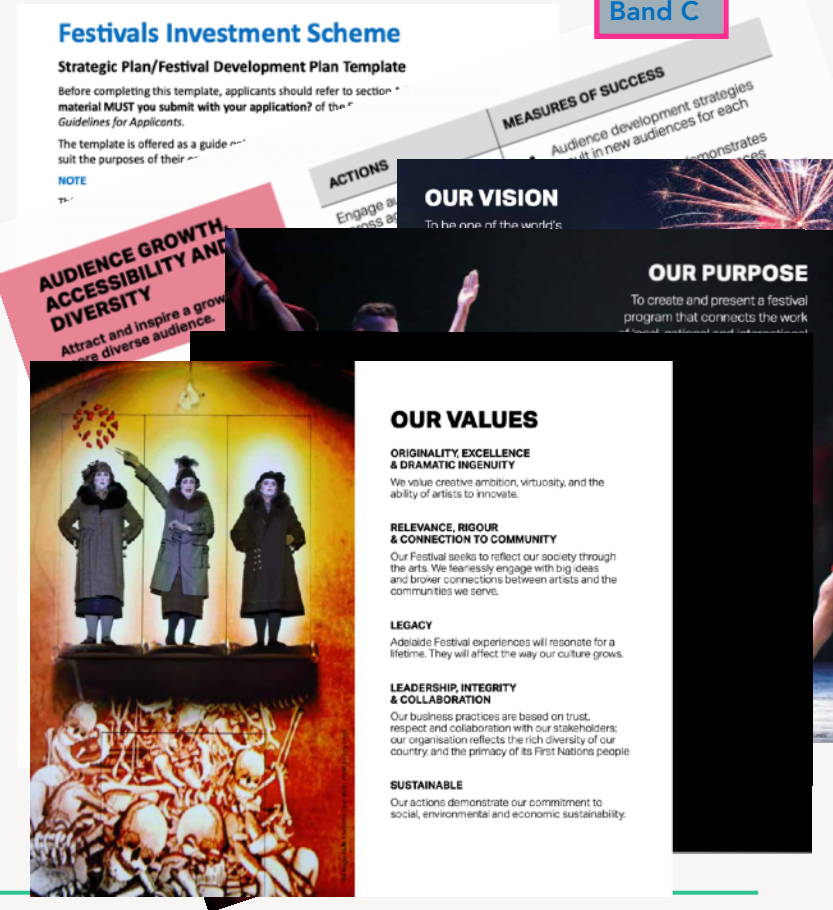 Band C
Festivals Investment Scheme
Strategic Plan/Festival Development Plan Template
Before completing this template, applicants should refer to section
material MUST you submit with your application? of the
Guidelines for Applicants.
The template is offered as a guide
suit the purposes of their
NOTE
ACTIONS
MEASURES OF SUCCESS
Engage
Audience development strategies
in new audiences for each
AUDIENCE GROWTH,
ACCESSIBILITY AND
DIVERSITY
Attract and inspire a
diverse audience.
OUR VISION
To be one of the world's
OUR PURPOSE
To create and present a festival
program that connects the work
of local, national and international
OUR VALUES
ORIGINALITY, EXCELLENCE
& DRAMATIC INGENUITY
We value creative ambition, virtuosity, and the
ability of artists to innovate.
RELEVANCE, RIGOUR
& CONNECTION TO COMMUNITY
Our Festival seeks to reflect our society through
the arts. We fearlessly engage with big ideas
and broker connections between artists and the
communities we serve.
LEGACY
Adelaide Festival experiences will resonate for a
lifetime. They will affect the way our culture grows.
LEADERSHIP, INTEGRITY
& COLLABORATION
Our business practices are based on trust,
respect and collaboration with our stakeholders;
our organisation reflects the rich diversity of our
country, and the primacy of its First Nations people
SUSTAINABLE
Our actions demonstrate our commitment to
social, environmental and economic sustainability.